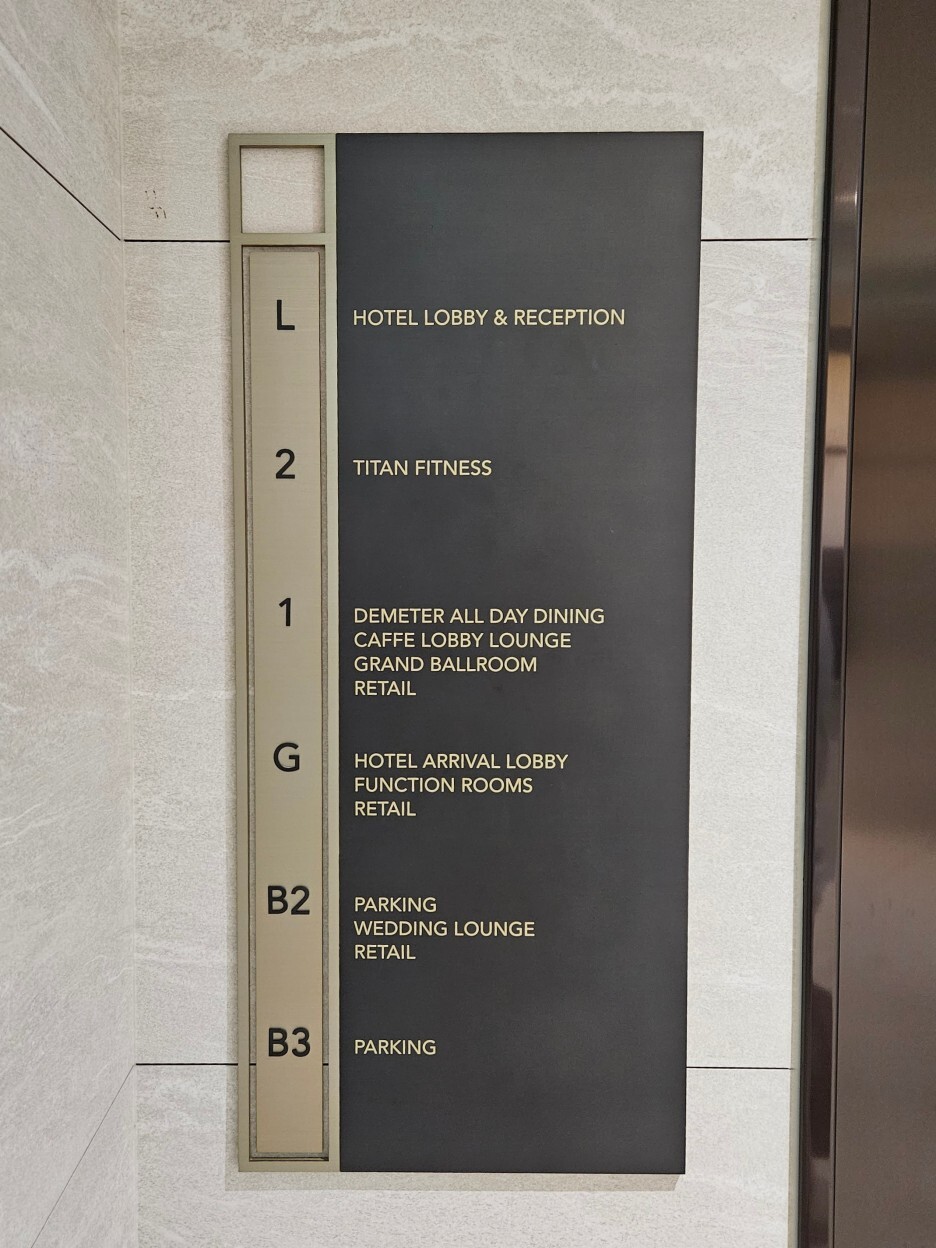 L
HOTEL LOBBY & RECEPTION
2
TITAN FITNESS
1
DEMETER ALL DAY DINING
CAFFE LOBBY LOUNGE
GRAND BALLROOM
RETAIL
G
HOTEL ARRIVAL LOBBY
FUNCTION ROOMS
RETAIL
B2
PARKING
WEDDING LOUNGE
RETAIL
B3
PARKING